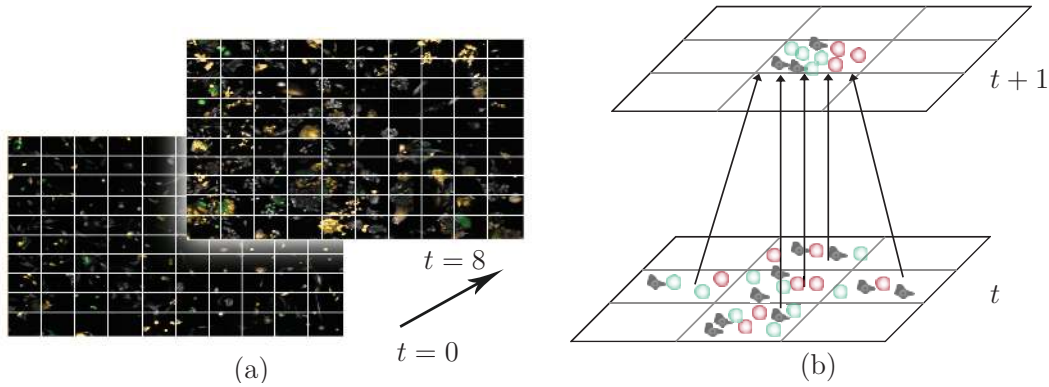 t = 8
t = 0
(a)
t + 1
t
(b)